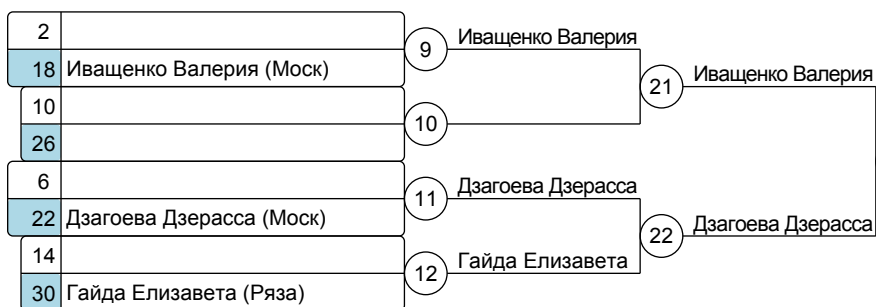 2
18 Иващенко Валерия (Моск)
10
26
6
22 Дзагоева Дзерасса (Моск)
14
30 Гайда Елизавета (Ряза)
9 Иващенко Валерия
10
11 Дзагоева Дзерасса
12 Гайда Елизавета
21 Иващенко Валерия
22 Дзагоева Дзерасса